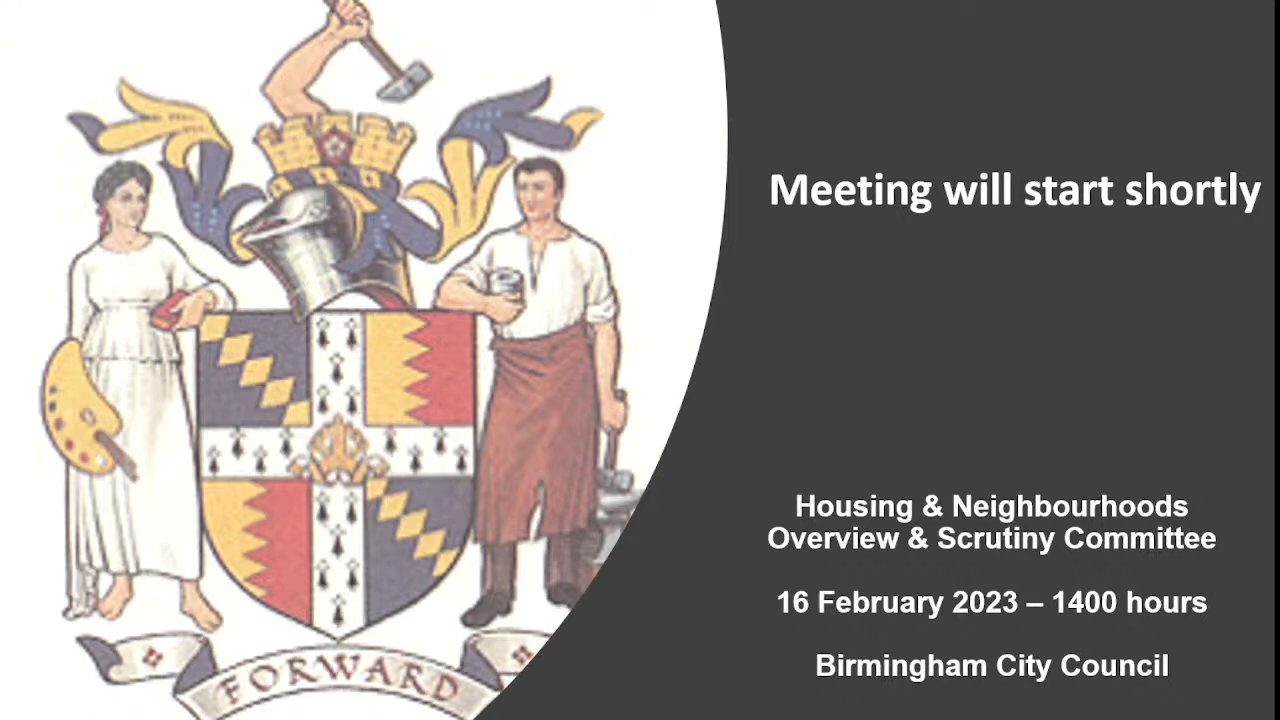 Meeting will start shortly
Housing & Neighbourhoods
Overview & Scrutiny Committee
16 February 2023 – 1400 hours
Birmingham City Council
FORWARD